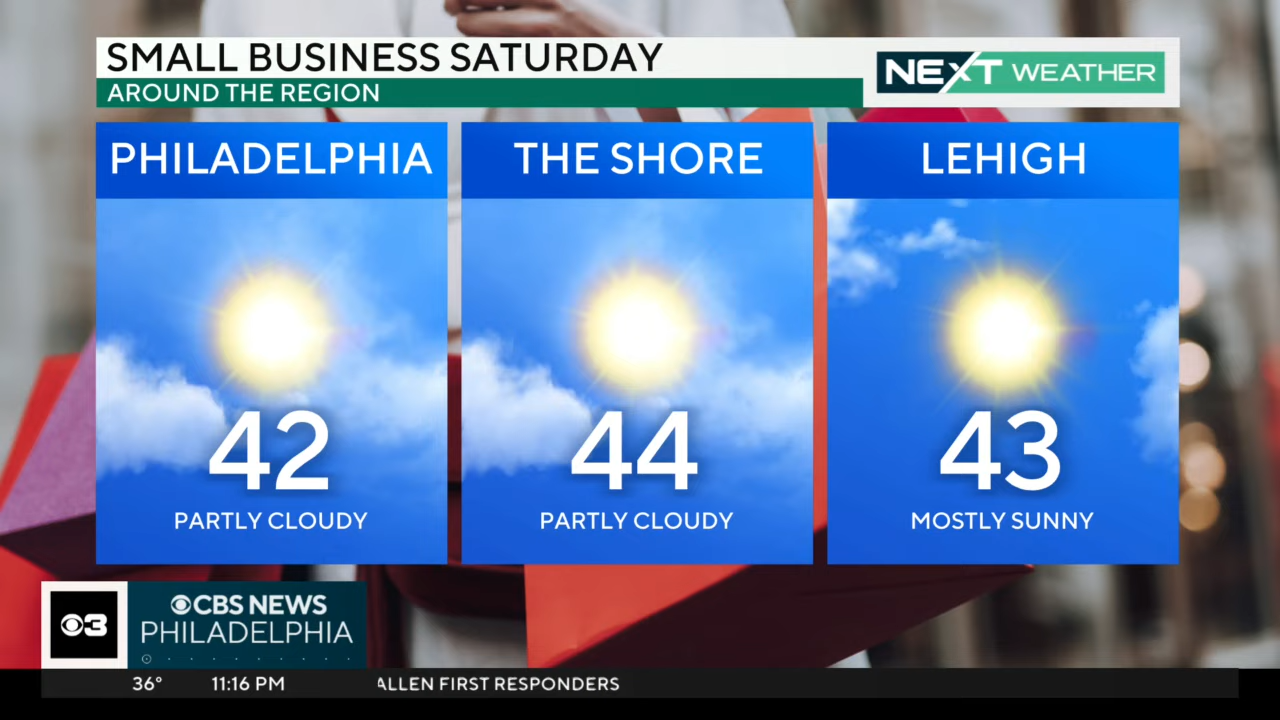 SMALL BUSINESS SATURDAY
AROUND THE REGION
NEXT WEATHER
PHILADELPHIA
42
PARTLY CLOUDY
THE SHORE
44
PARTLY CLOUDY
LEHIGH
43
MOSTLY SUNNY
3
CBS NEWS
PHILADELPHIA
36° 11:16 PM ALLEN FIRST RESPONDERS